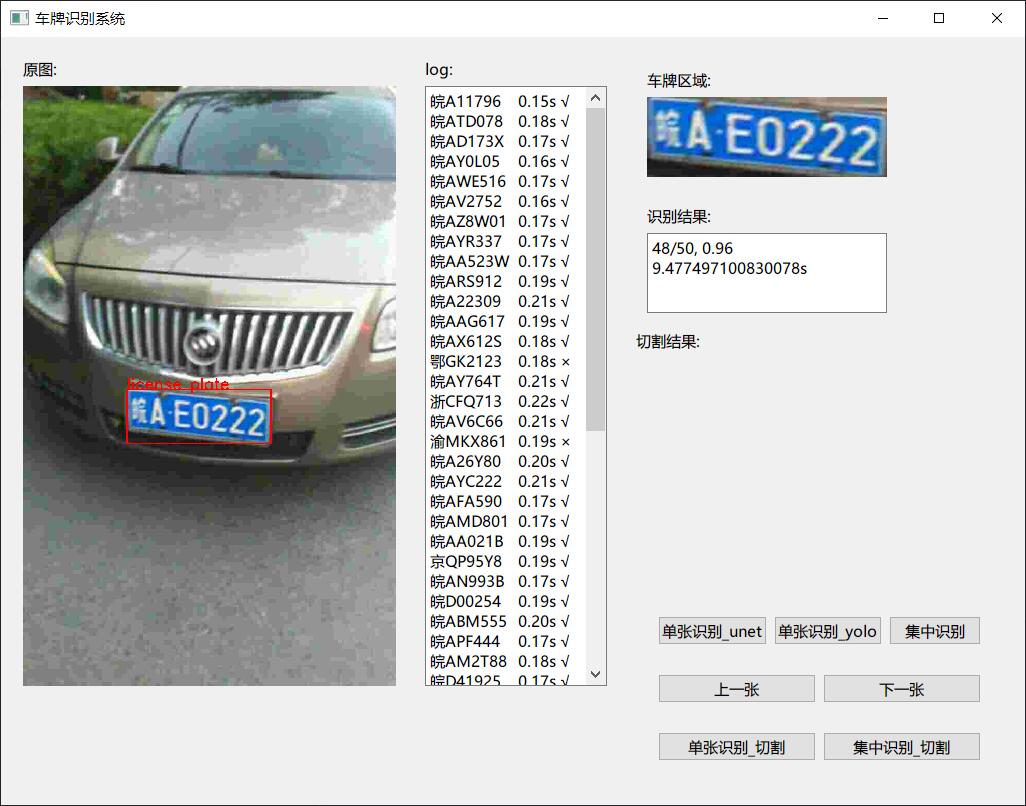 车牌识别系统
原图:
license_plate
皖A·E0222
log:
皖A11796 0.15s √
皖ATD078 0.18s √
皖AD173X 0.17s √
皖AY0L05 0.16s √
皖AWE516 0.17s √
皖AV2752 0.16s √
皖AZ8W01 0.17s √
皖AYR337 0.17s √
皖AA523W 0.17s √
皖ARS912 0.19s √
皖A22309 0.21s √
皖AAG617 0.19s √
皖AX612S 0.18s √
鄂GK2123 0.18s ×
皖AY764T 0.21s √
浙CFQ713 0.22s √
皖AV6C66 0.21s √
渝MKX861 0.19s ×
皖A26Y80 0.20s √
皖AYC222 0.21s √
皖AFA590 0.17s √
皖AMD801 0.17s √
皖AA021B 0.19s √
京QP95Y8 0.19s √
皖AN993B 0.17s √
皖D00254 0.19s √
皖ABM555 0.20s √
皖APF444 0.17s √
皖AM2T88 0.18s √
皖D41925 0.17s √
车牌区域:
皖A·E0222
识别结果:
48/50, 0.96
9.477497100830078s
切割结果:
单张识别_unet 单张识别_yolo 集中识别
上一张 下一张
单张识别_切割 集中识别_切割